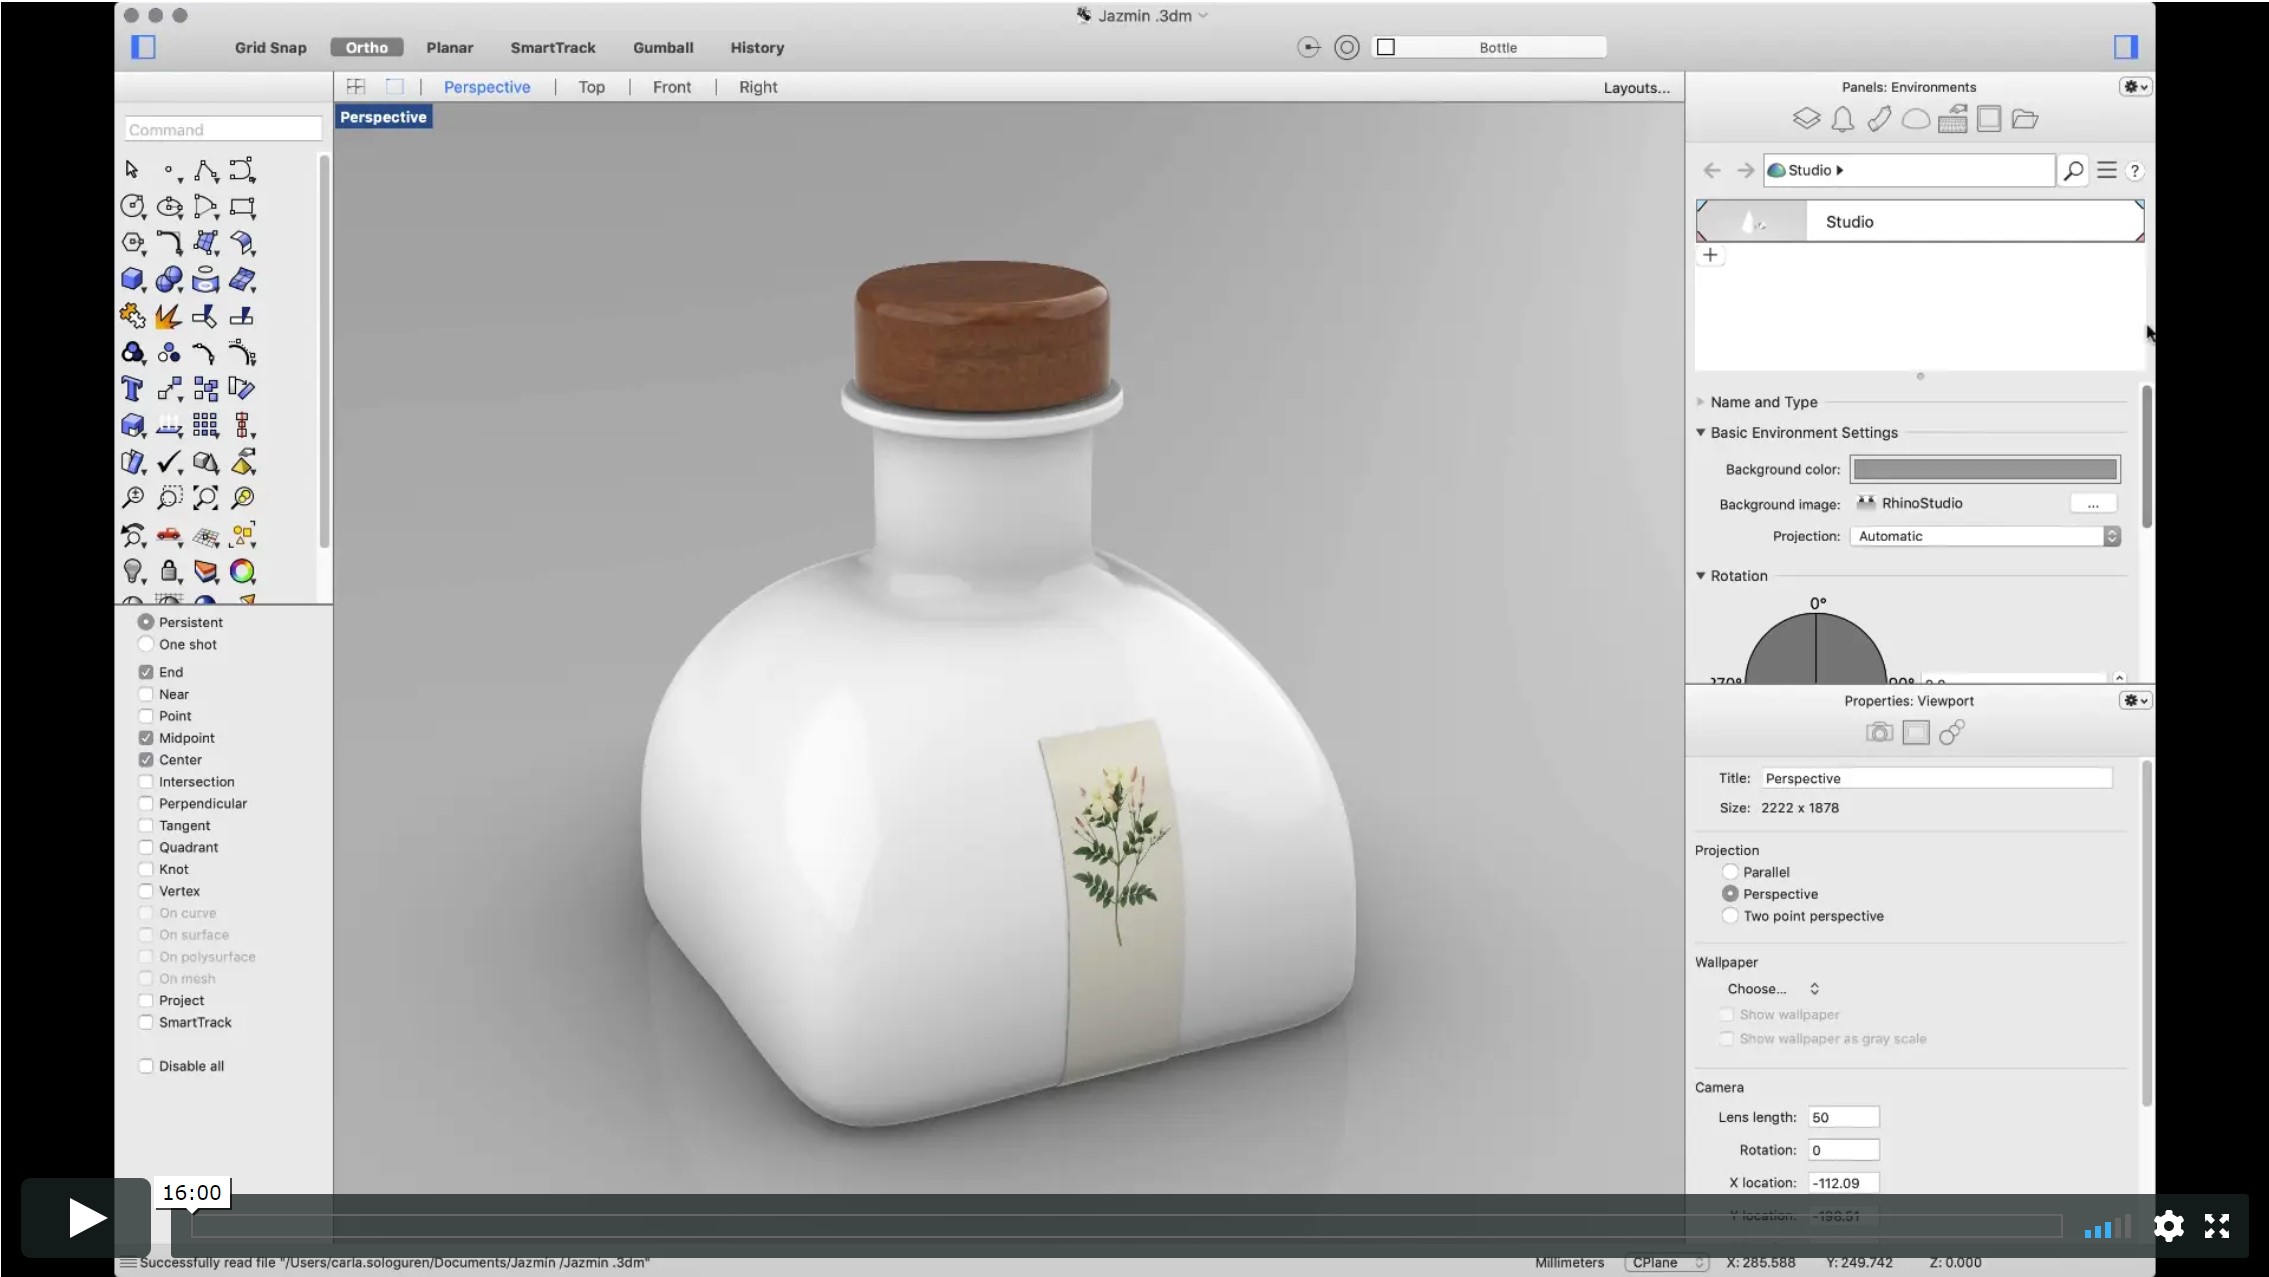 Jazmin .3dm
Grid Snap Ortho Planar SmartTrack Gumball History
Bottle
Perspective Top Front Right Layouts...
Perspective
Command
Persistent
One shot
End
Near
Point
Midpoint
Center
Intersection
Perpendicular
Tangent
Quadrant
Knot
Vertex
On curve
On surface
On polysurface
On mesh
Project
SmartTrack
Disable all
Panels: Environments
Studio
?
Studio
+
Name and Type
Basic Environment Settings
Background color:
Background image: RhinoStudio ...
Projection: Automatic
Rotation
0°
270° 90° 0.0
Properties: Viewport
Title: Perspective
Size: 2222 x 1878
Projection
Parallel
Perspective
Two point perspective
Wallpaper
Choose...
Show wallpaper
Show wallpaper as gray scale
Camera
Lens length: 50
Rotation: 0
X location: -112.09
Y location: -198.51
16:00
Successfully read file "/Users/carla.sologuren/Documents/Jazmin /Jazmin .3dm"
Millimeters CPlane X: 285.588 Y: 249.742 Z: 0.000